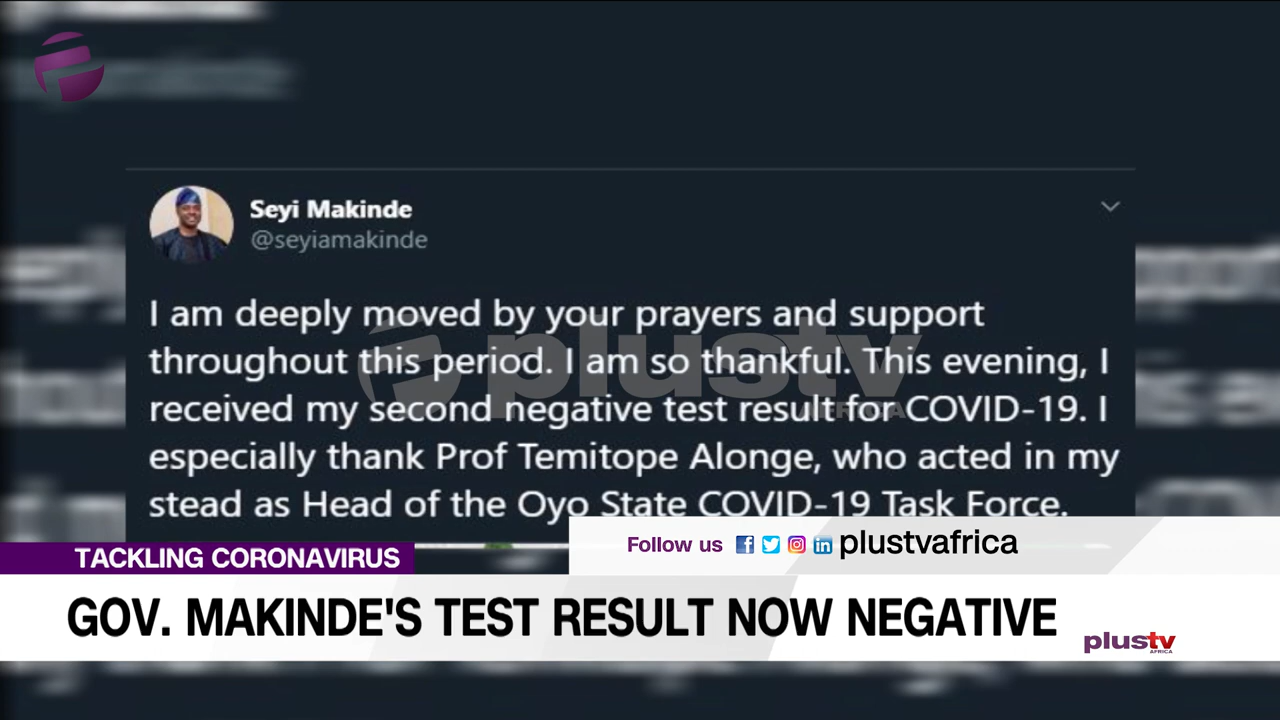 Seyi Makinde
@seyiamakinde
I am deeply moved by your prayers and support
throughout this period. I am so thankful. This evening, I
received my second negative test result for COVID-19. I
especially thank Prof Temitope Alonge, who acted in my
stead as Head of the Oyo State COVID-19 Task Force.
plustv
AFRICA
Follow us plustvafrica
TACKLING CORONAVIRUS
GOV. MAKINDE'S TEST RESULT NOW NEGATIVE
plustv
AFRICA